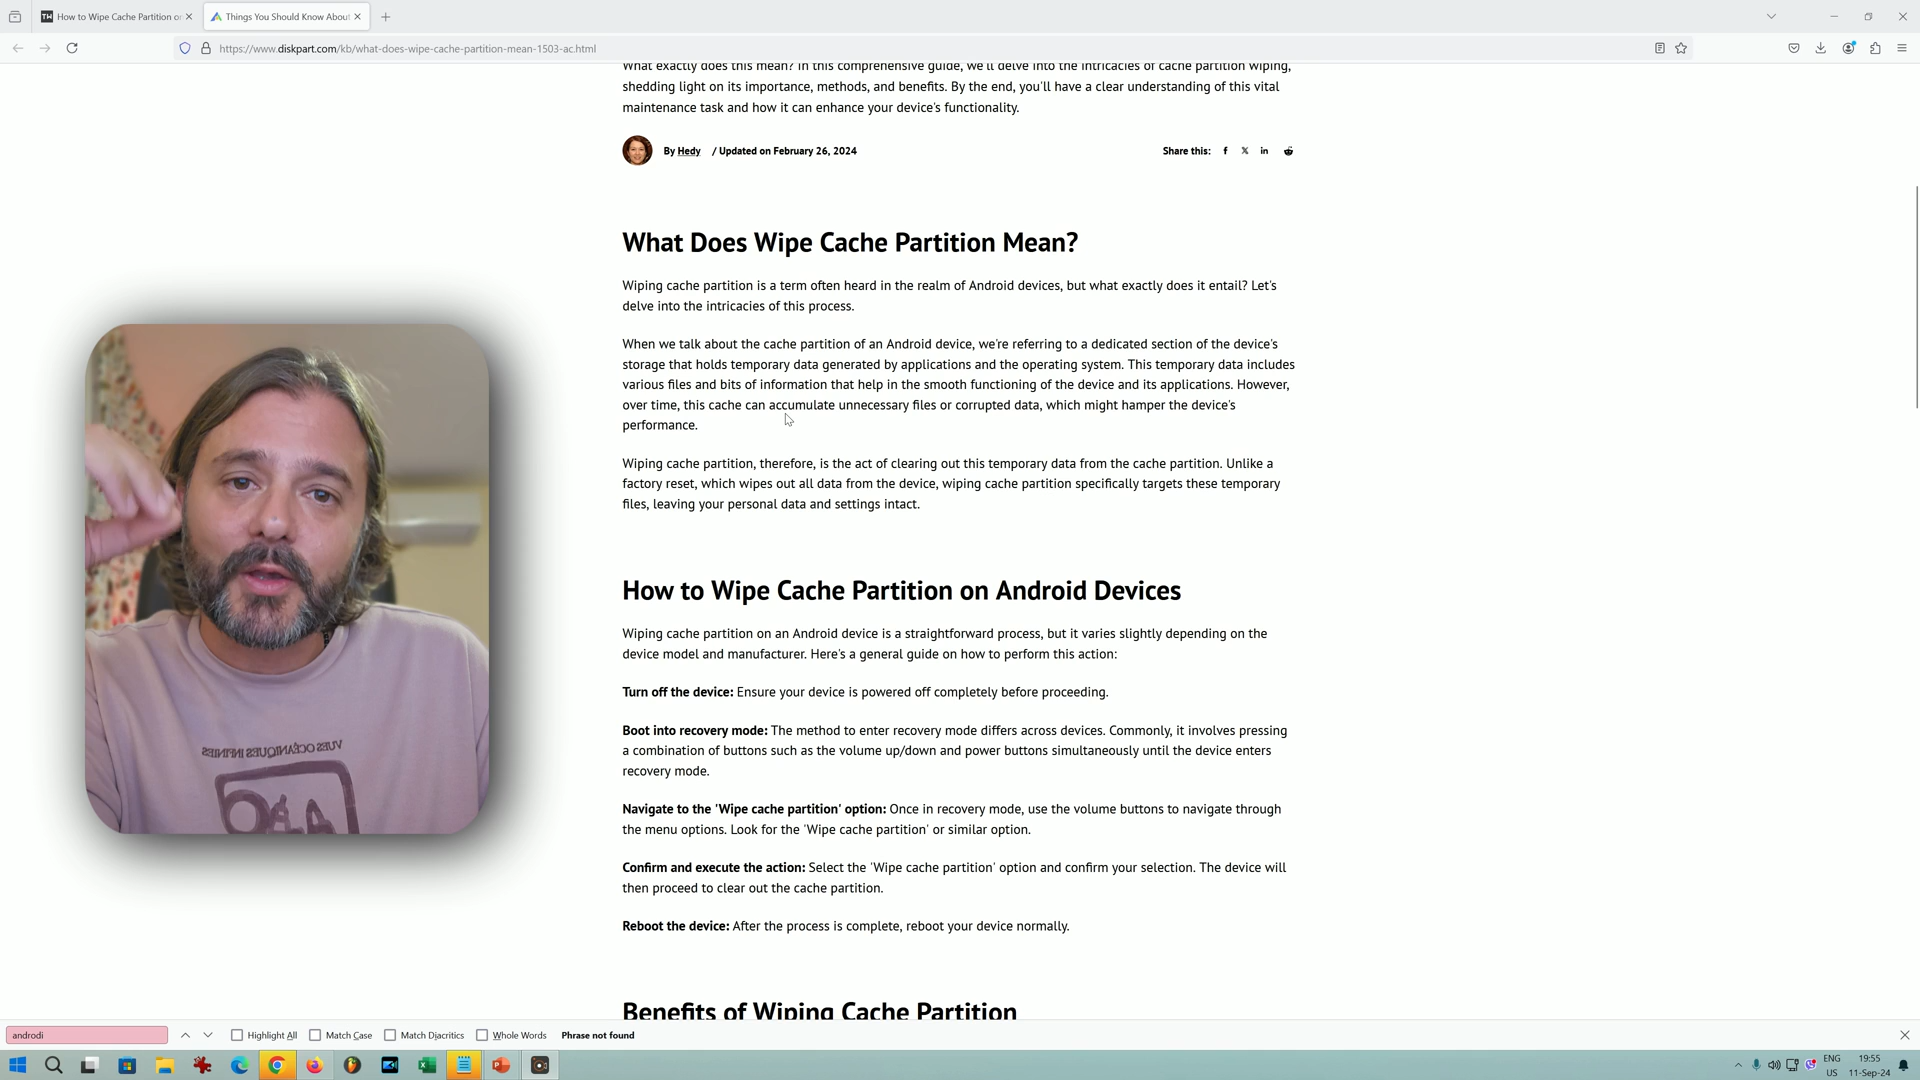 How to Wipe Cache Partition or
Things You Should Know About
https://www.diskpart.com/kb/what-does-wipe-cache-partition-mean-1503-ac.html
What exactly does this mean? In this comprehensive guide, we'll delve into the intricacies of cache partition wiping,
shedding light on its importance, methods, and benefits. By the end, you'll have a clear understanding of this vital
maintenance task and how it can enhance your device's functionality.
By Hedy / Updated on February 26, 2024
Share this:
What Does Wipe Cache Partition Mean?
Wiping cache partition is a term often heard in the realm of Android devices, but what exactly does it entail? Let's
delve into the intricacies of this process.
When we talk about the cache partition of an Android device, we're referring to a dedicated section of the device's
storage that holds temporary data generated by applications and the operating system. This temporary data includes
various files and bits of information that help in the smooth functioning of the device and its applications. However,
over time, this cache can accumulate unnecessary files or corrupted data, which might hamper the device's
performance.
Wiping cache partition, therefore, is the act of clearing out this temporary data from the cache partition. Unlike a
factory reset, which wipes out all data from the device, wiping cache partition specifically targets these temporary
files, leaving your personal data and settings intact.
VUES OCÉANIQUES INFINIES
How to Wipe Cache Partition on Android Devices
Wiping cache partition on an Android device is a straightforward process, but it varies slightly depending on the
device model and manufacturer. Here's a general guide on how to perform this action:
Turn off the device: Ensure your device is powered off completely before proceeding.
Boot into recovery mode: The method to enter recovery mode differs across devices. Commonly, it involves pressing
a combination of buttons such as the volume up/down and power buttons simultaneously until the device enters
recovery mode.
Navigate to the 'Wipe cache partition' option: Once in recovery mode, use the volume buttons to navigate through
the menu options. Look for the 'Wipe cache partition' or similar option.
Confirm and execute the action: Select the 'Wipe cache partition' option and confirm your selection. The device will
then proceed to clear out the cache partition.
Reboot the device: After the process is complete, reboot your device normally.
Benefits of Wiping Cache Partition
androdi
Highlight All
Match Case
Match Diacritics
Whole Words
Phrase not found
ENG
US
19:55
11-Sep-24